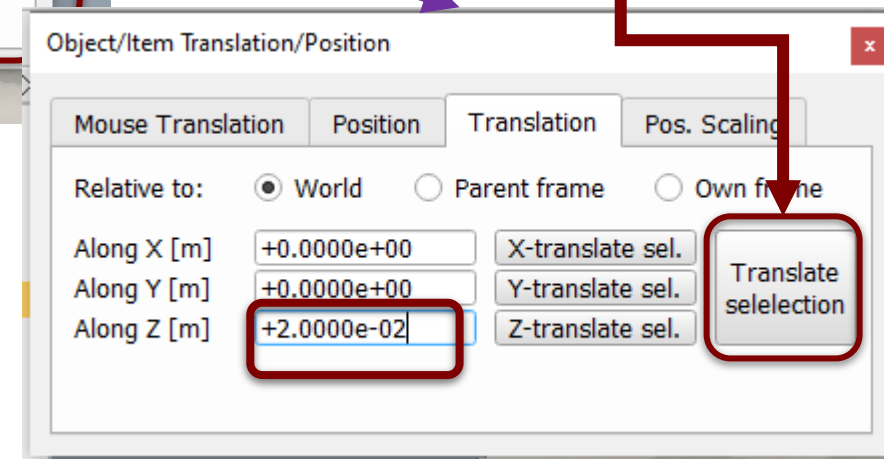 Object/Item Translation/Position
x
Mouse Translation Position Translation Pos. Scaling
Relative to: World Parent frame Own frame
Along X [m] +0.0000e+00 X-translate sel.
Along Y [m] +0.0000e+00 Y-translate sel.
Along Z [m] +2.0000e-02 Z-translate sel.
Translate
selelection